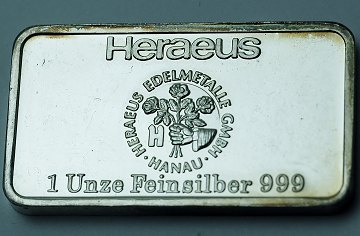 Heraeus
HERAEUS EDELMETALLE GMBH
· HANAU ·
H
1 Unze Feinsilber 999